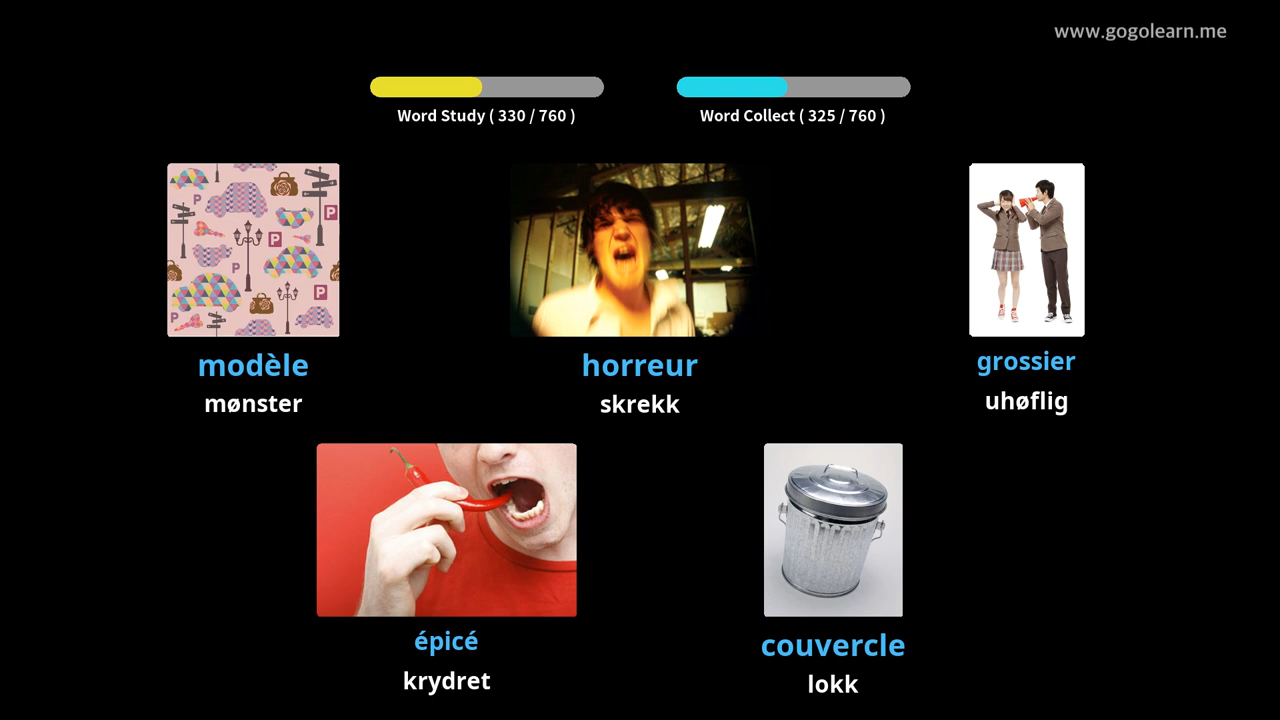 www.gogolearn.me
Word Study ( 330 / 760 )
Word Collect ( 325 / 760 )
P
P
P
P
P
P
modèle
mønster
horreur
skrekk
grossier
uhøflig
épicé
krydret
couvercle
lokk